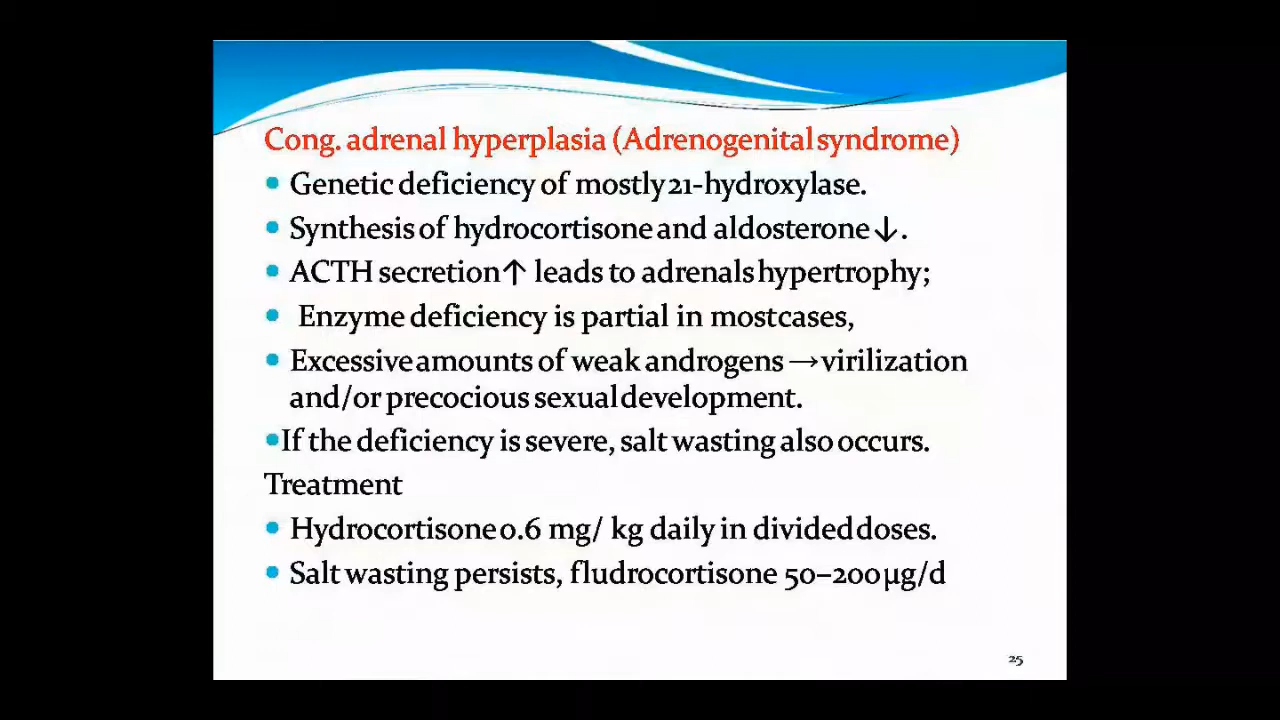 Cong. adrenal hyperplasia (Adrenogenital syndrome)
• Genetic deficiency of mostly 21-hydroxylase.
• Synthesis of hydrocortisone and aldosterone ↓.
• ACTH secretion↑ leads to adrenals hypertrophy;
• Enzyme deficiency is partial in most cases,
• Excessive amounts of weak androgens → virilization
and/or precocious sexual development.
•If the deficiency is severe, salt wasting also occurs.
Treatment
• Hydrocortisone 0.6 mg/ kg daily in divided doses.
• Salt wasting persists, fludrocortisone 50–200 µg/d
25